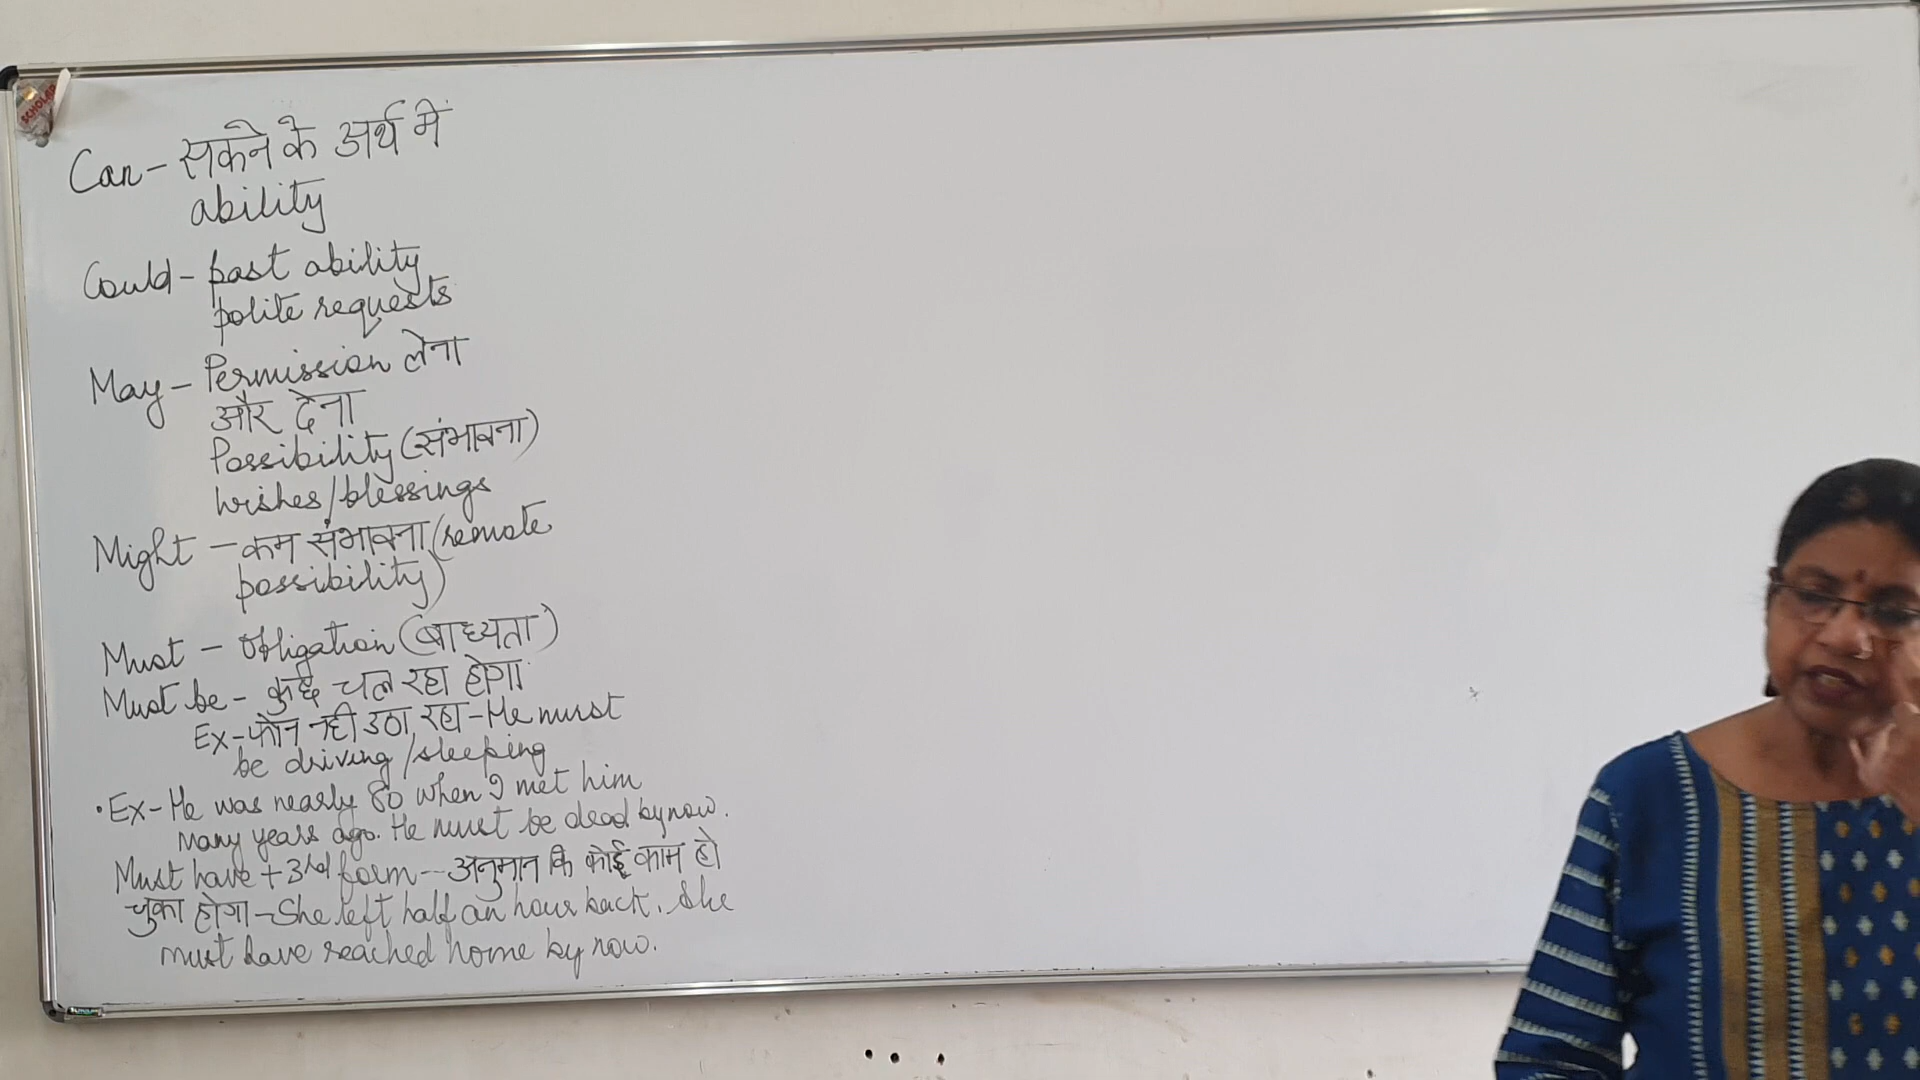 SCHOLAR
Can - सकने के अर्थ में
ability
Could - past ability
polite requests
May - Permission लेना
और देना
Possibility (संभावना)
wishes/blessings
Might - कम संभावना (remote
possibility)
Must - Obligation (बाध्यता)
Must be - कुछ चल रहा होगा
Ex - फोन नही उठा रहा - He must
be driving/sleeping
• Ex - He was nearly 80 when I met him
many years ago. He must be dead by now.
Must have + 3rd form -- अनुमान कि कोई काम हो
चुका होगा - She left half an hour back. She
must have reached home by now.